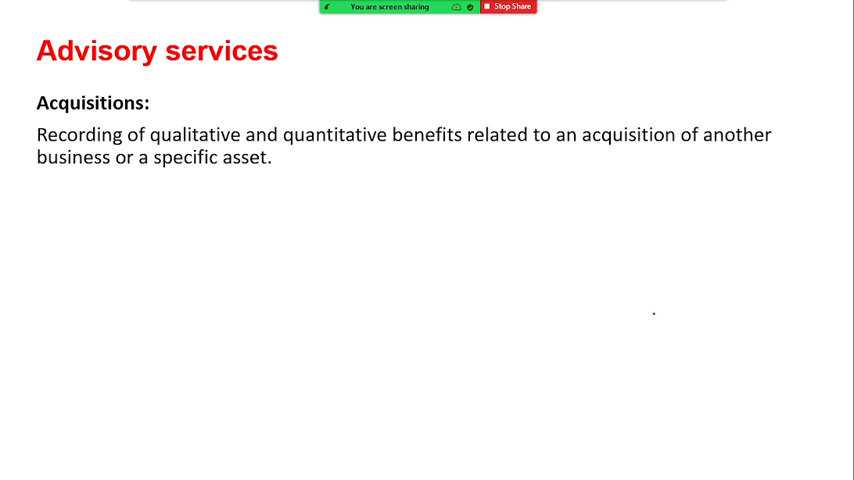 You are screen sharing
Stop Share
Advisory services
Acquisitions:
Recording of qualitative and quantitative benefits related to an acquisition of another
business or a specific asset.